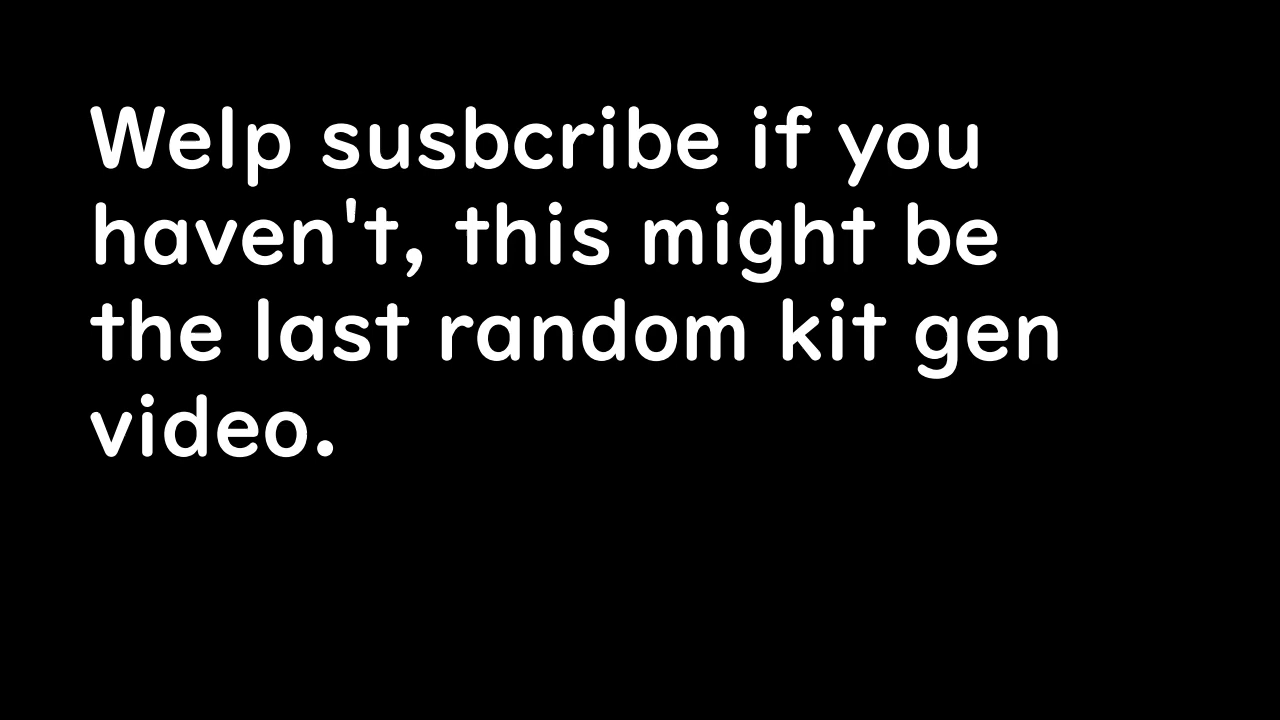 Welp susbcribe if you
haven't, this might be
the last random kit gen
video.